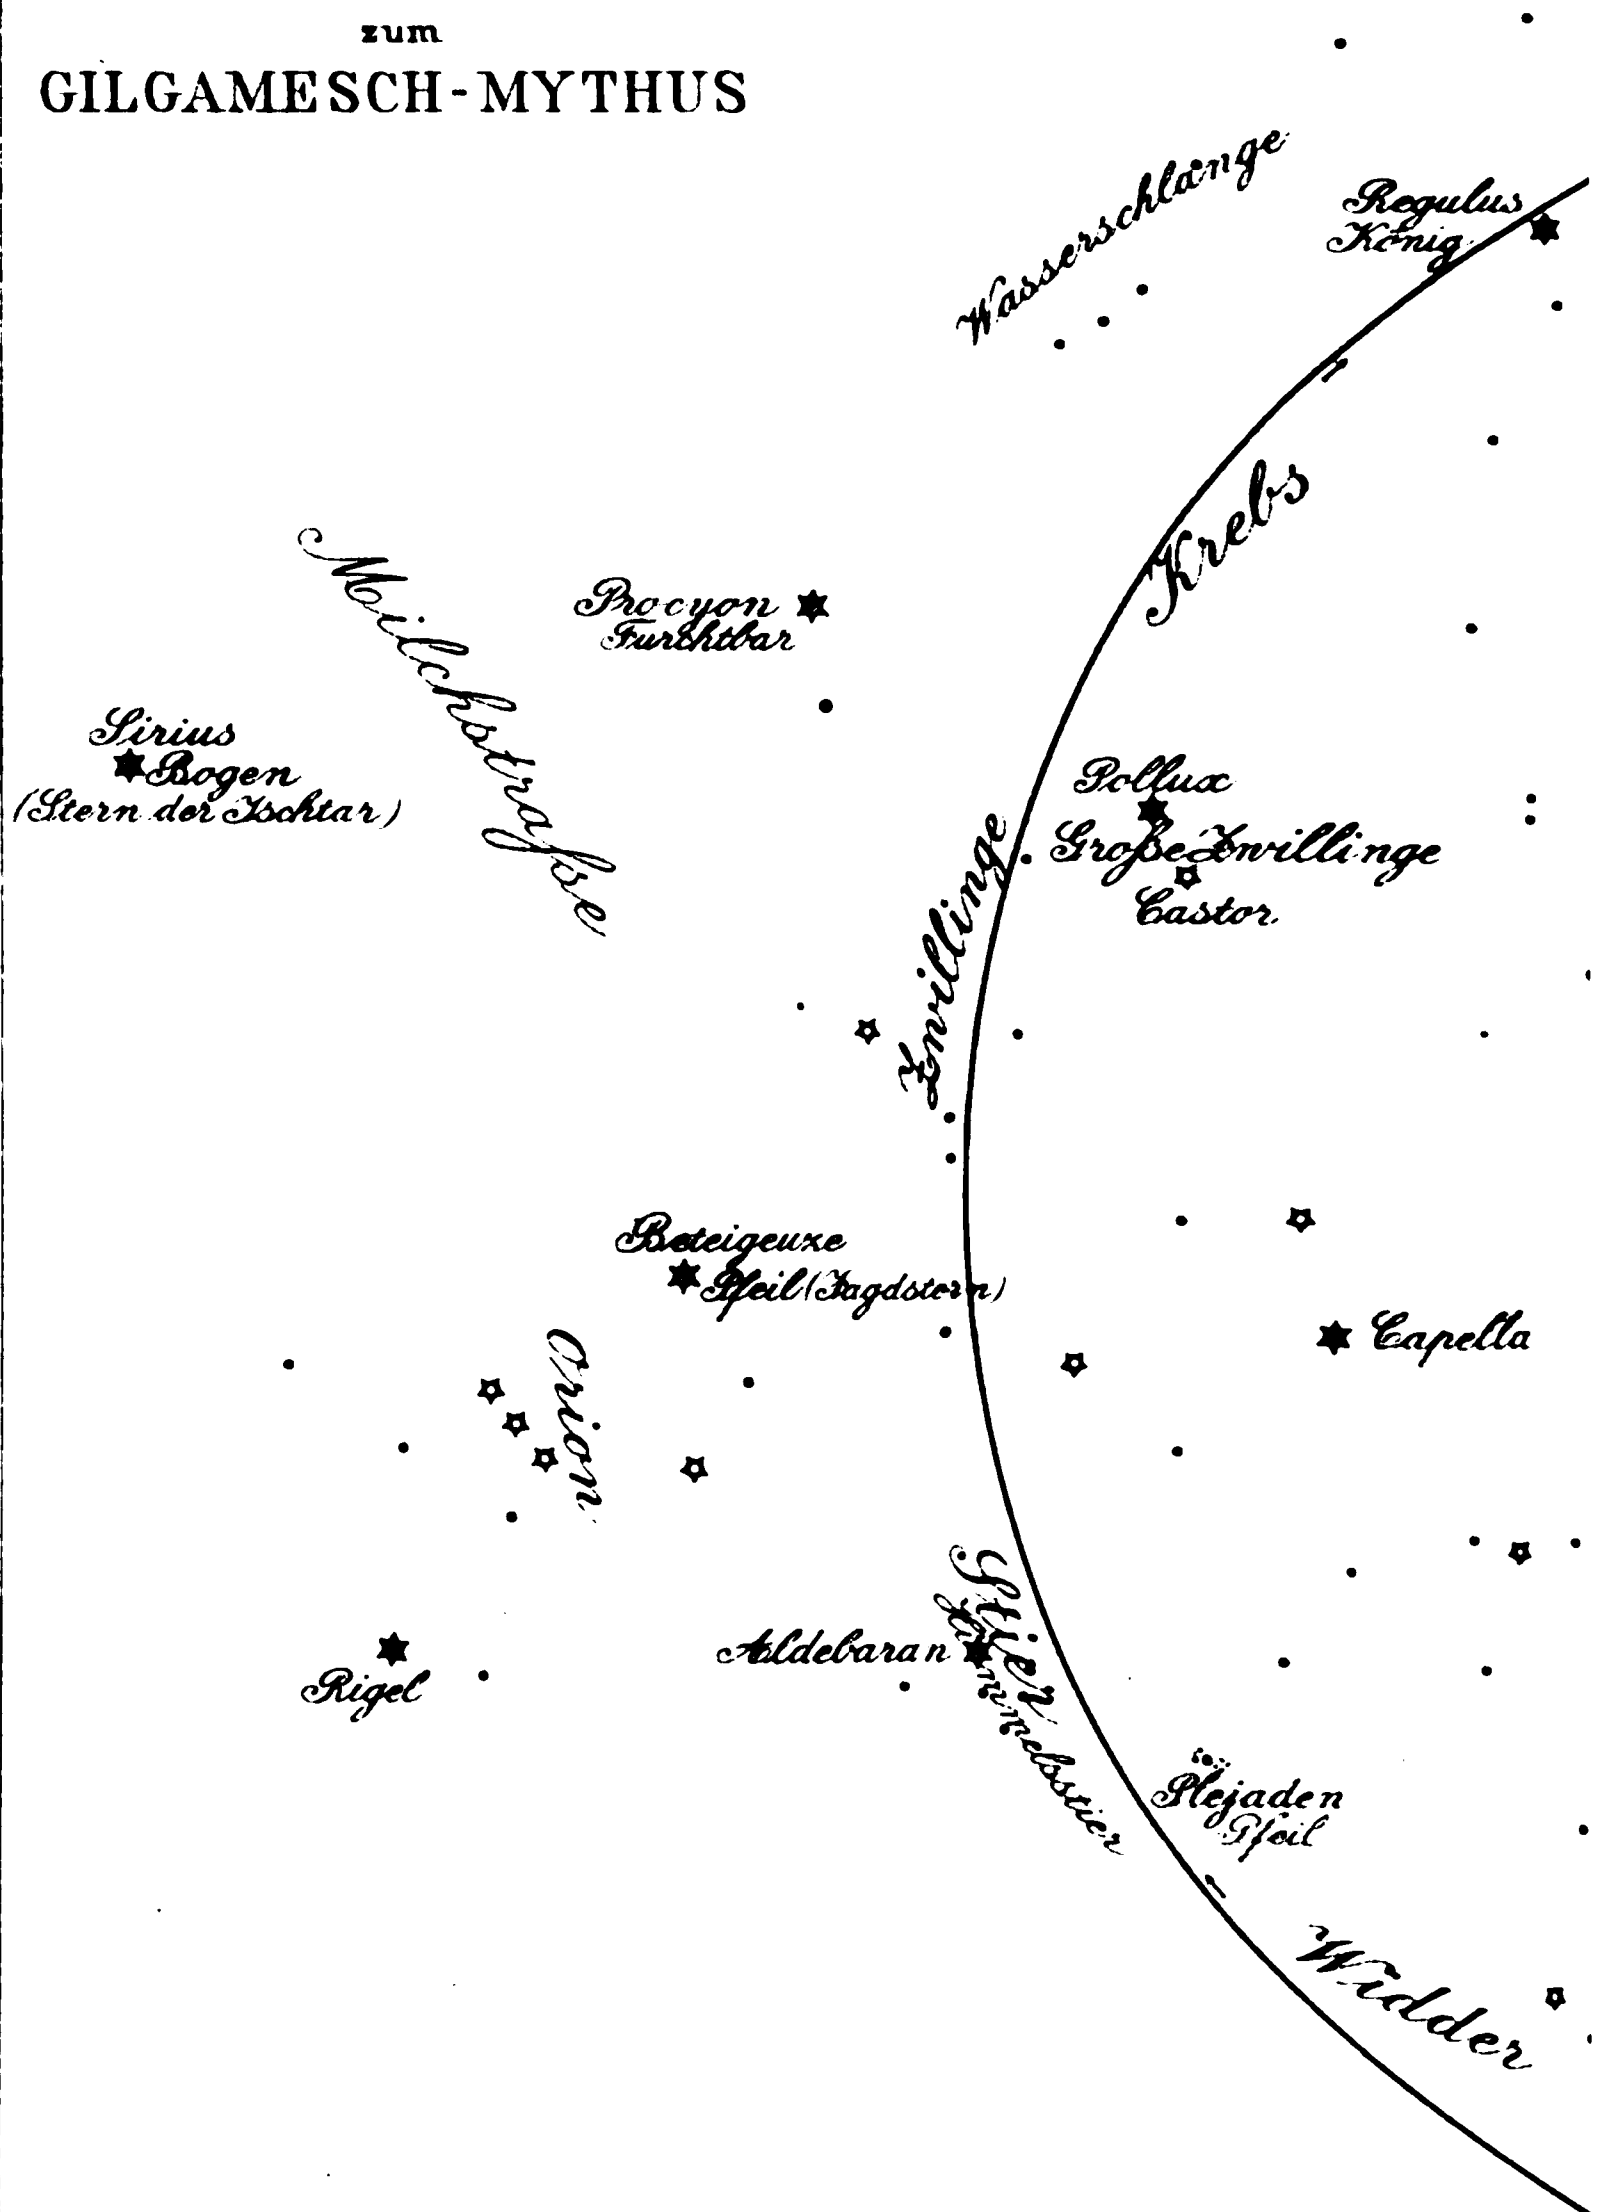 zum
GILGAMESCH-MYTHUS
Wasserschlange
Regulus
König
Krebs
Milchstraße
Procyon
Furchtbar
Sirius
Bogen
(Stern der Ischtar)
Pollux
Große Zwillinge
Castor
Zwillinge
Beteigeuze
Pfeil (Jagdstern)
Capella
Orion
Stier
Himmelsstier
Aldebaran
Rigel
Plejaden
Pfeil
Widder